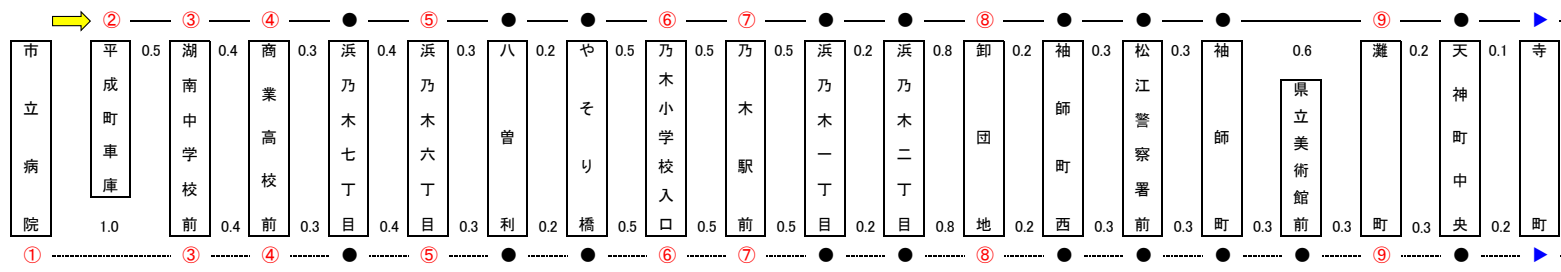 ② ③ ④ ● ⑤ ● ● ⑥ ⑦ ● ● ⑧ ● ● ● ⑨ ●
市立病院
平成町車庫
湖南中学校前
商業高校前
浜乃木七丁目
浜乃木六丁目
八曽利
やそり橋
乃木小学校入口
乃木駅前
浜乃木一丁目
浜乃木二丁目
卸団地
袖師町西
松江警察署前
袖師町
県立美術館前
灘町
天神町中央
寺町
0.5 0.4 0.3 0.4 0.3 0.2 0.5 0.5 0.5 0.2 0.8 0.2 0.3 0.3 0.6 0.2 0.1
1.0 0.4 0.3 0.4 0.3 0.2 0.5 0.5 0.5 0.2 0.8 0.2 0.3 0.3 0.3 0.3 0.2
① ③ ④ ● ⑤ ● ● ⑥ ⑦ ● ● ⑧ ● ● ● ● ⑨ ●